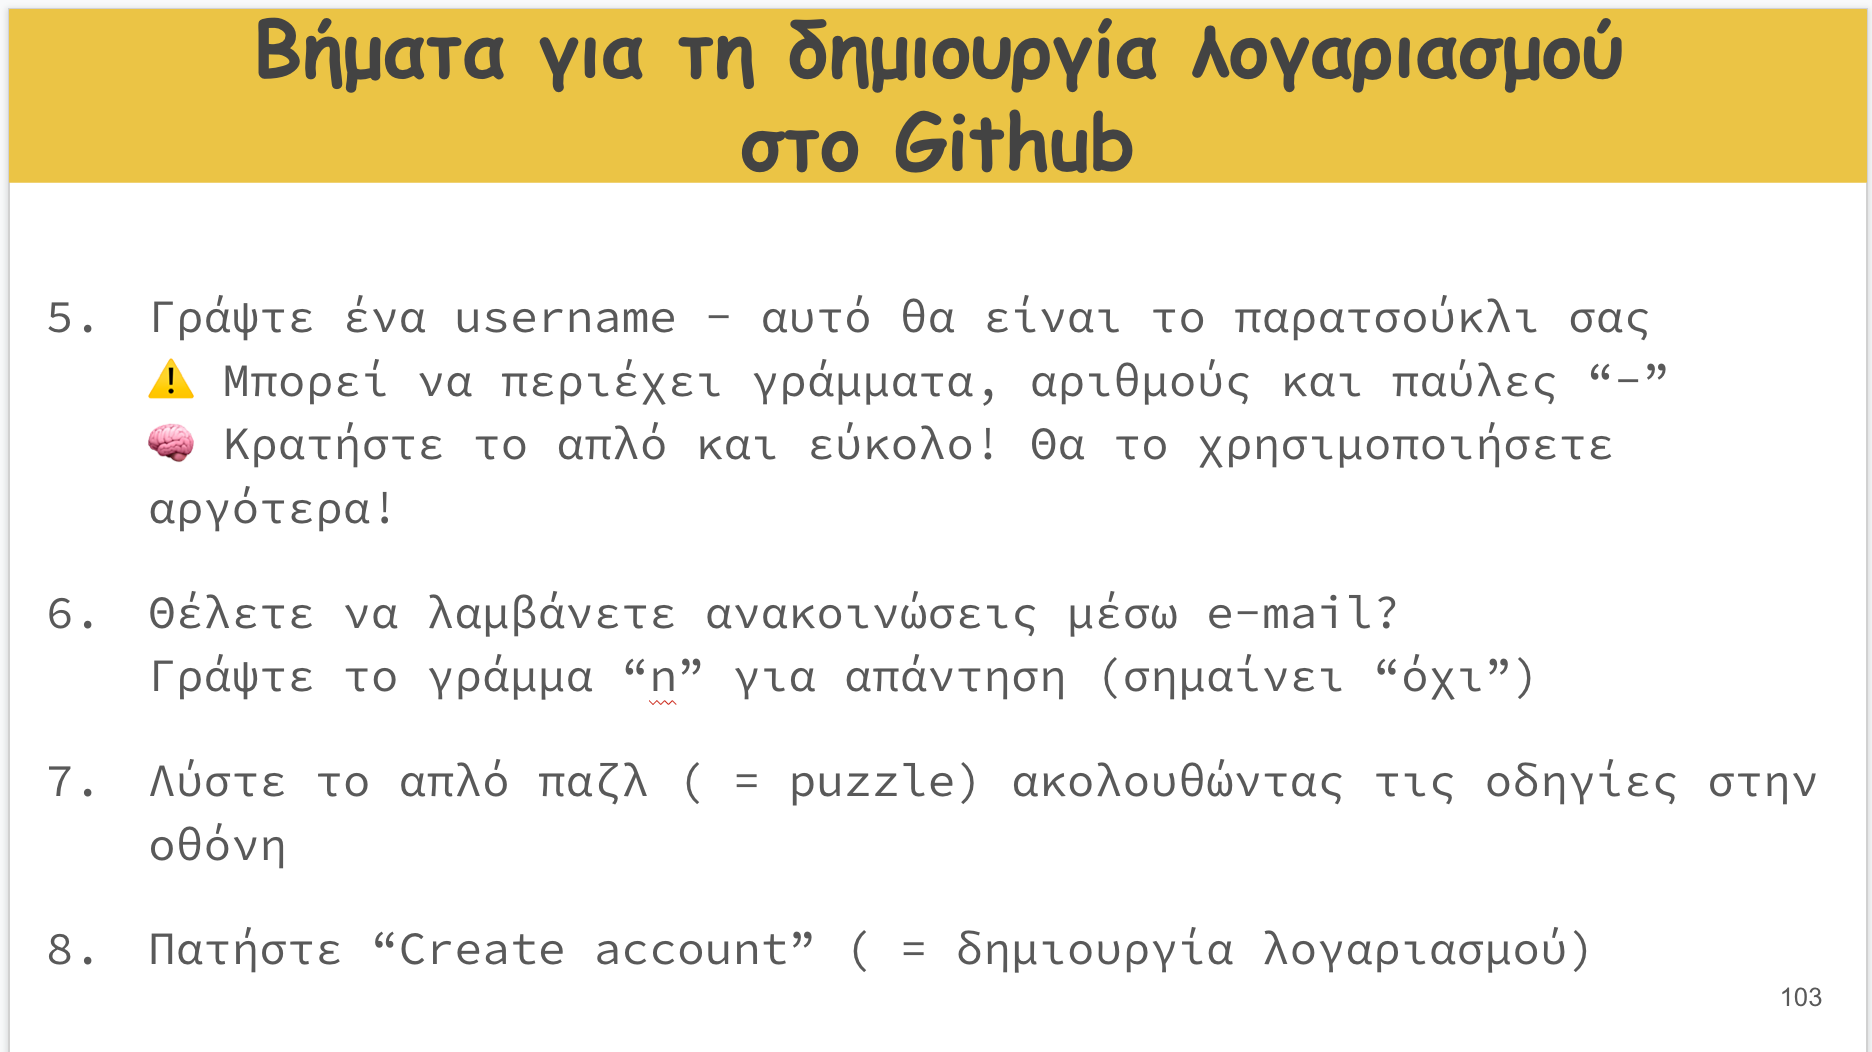 Βήματα για τη δημιουργία λογαριασμού
στο Github
5. Γράψτε ένα username - αυτό θα είναι το παρατσούκλι σας
⚠️ Μπορεί να περιέχει γράμματα, αριθμούς και παύλες “-”
🧠 Κρατήστε το απλό και εύκολο! Θα το χρησιμοποιήσετε
αργότερα!
6. Θέλετε να λαμβάνετε ανακοινώσεις μέσω e-mail?
Γράψτε το γράμμα “n” για απάντηση (σημαίνει “όχι”)
7. Λύστε το απλό παζλ ( = puzzle) ακολουθώντας τις οδηγίες στην
οθόνη
8. Πατήστε “Create account” ( = δημιουργία λογαριασμού)
103